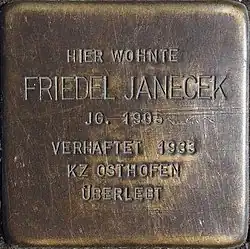 HIER WOHNTE
FRIEDEL JANECEK
JG. 1905
VERHAFTET 1933
KZ OSTHOFEN
ÜBERLEBT